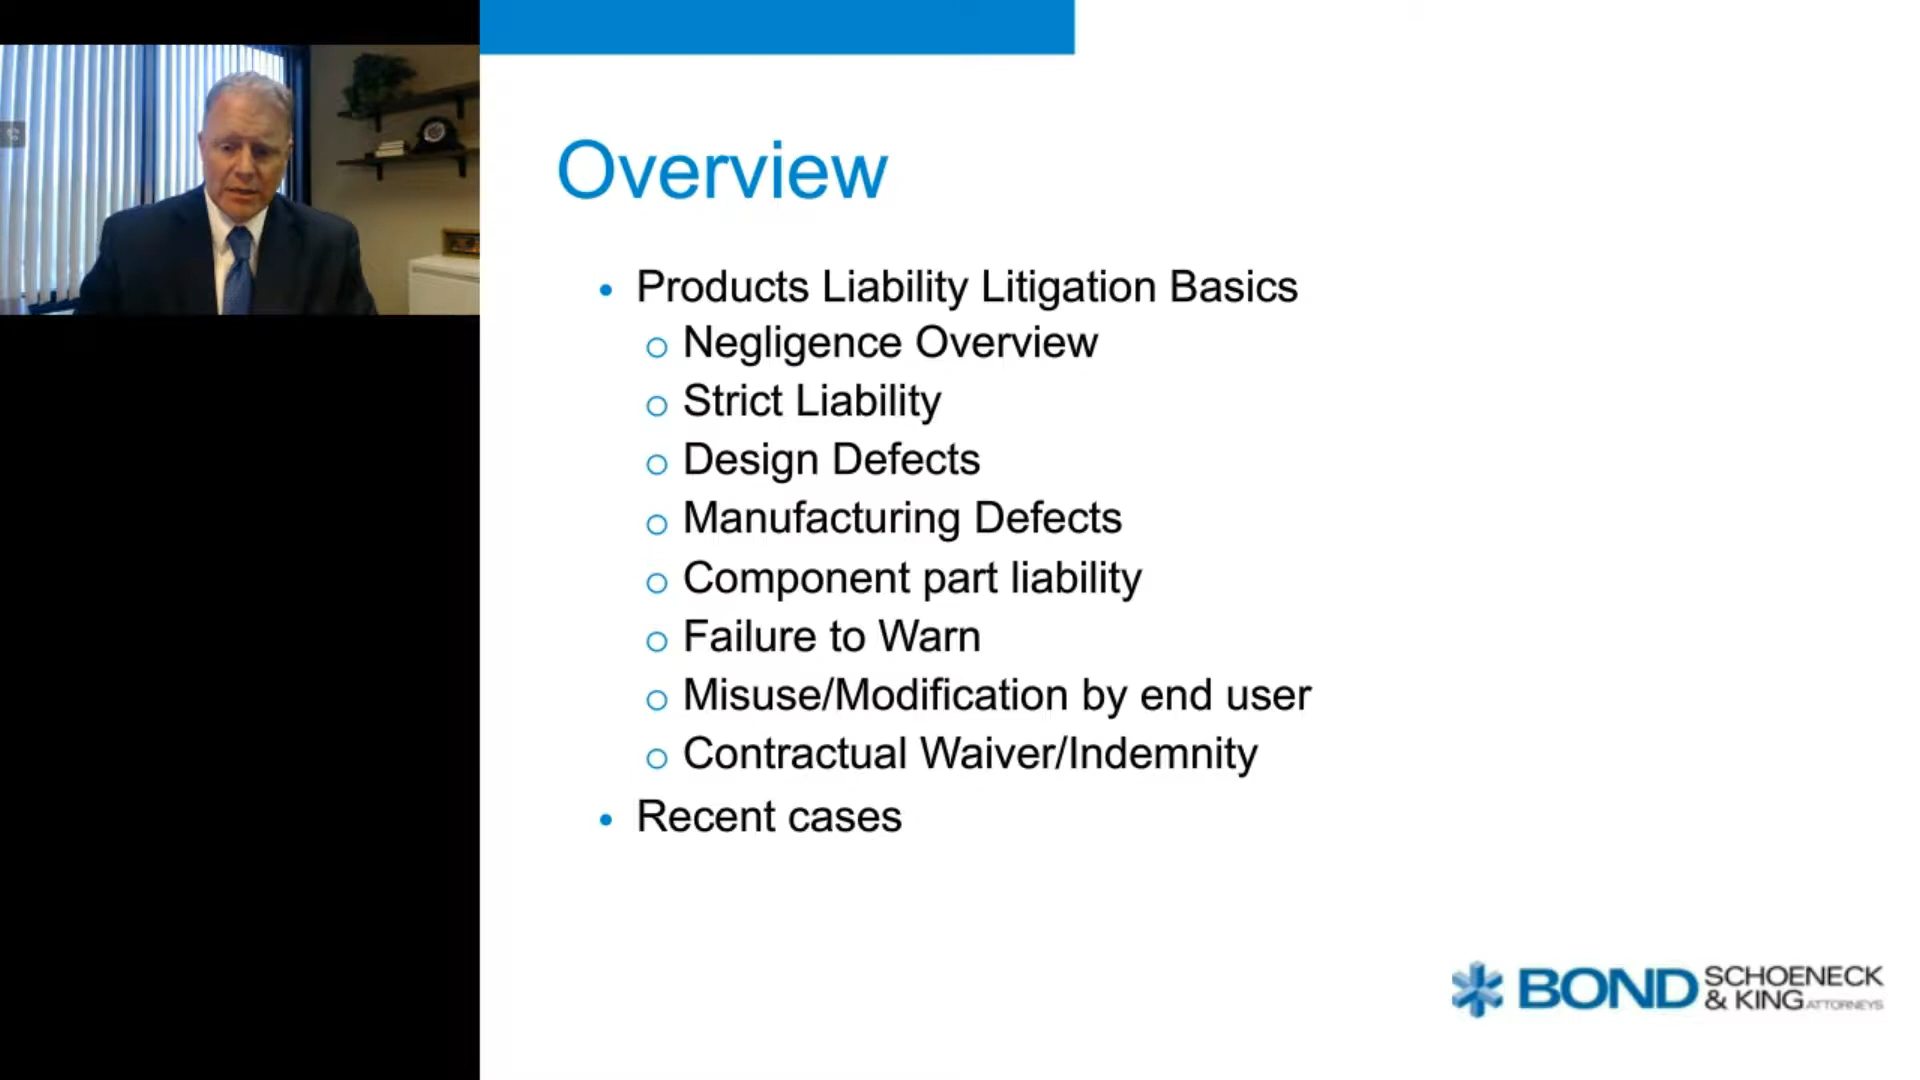 Overview
Products Liability Litigation Basics
Negligence Overview
Strict Liability
Design Defects
Manufacturing Defects
Component part liability
Failure to Warn
Misuse/Modification by end user
Contractual Waiver/Indemnity
Recent cases
BOND SCHOENECK
& KING ATTORNEYS